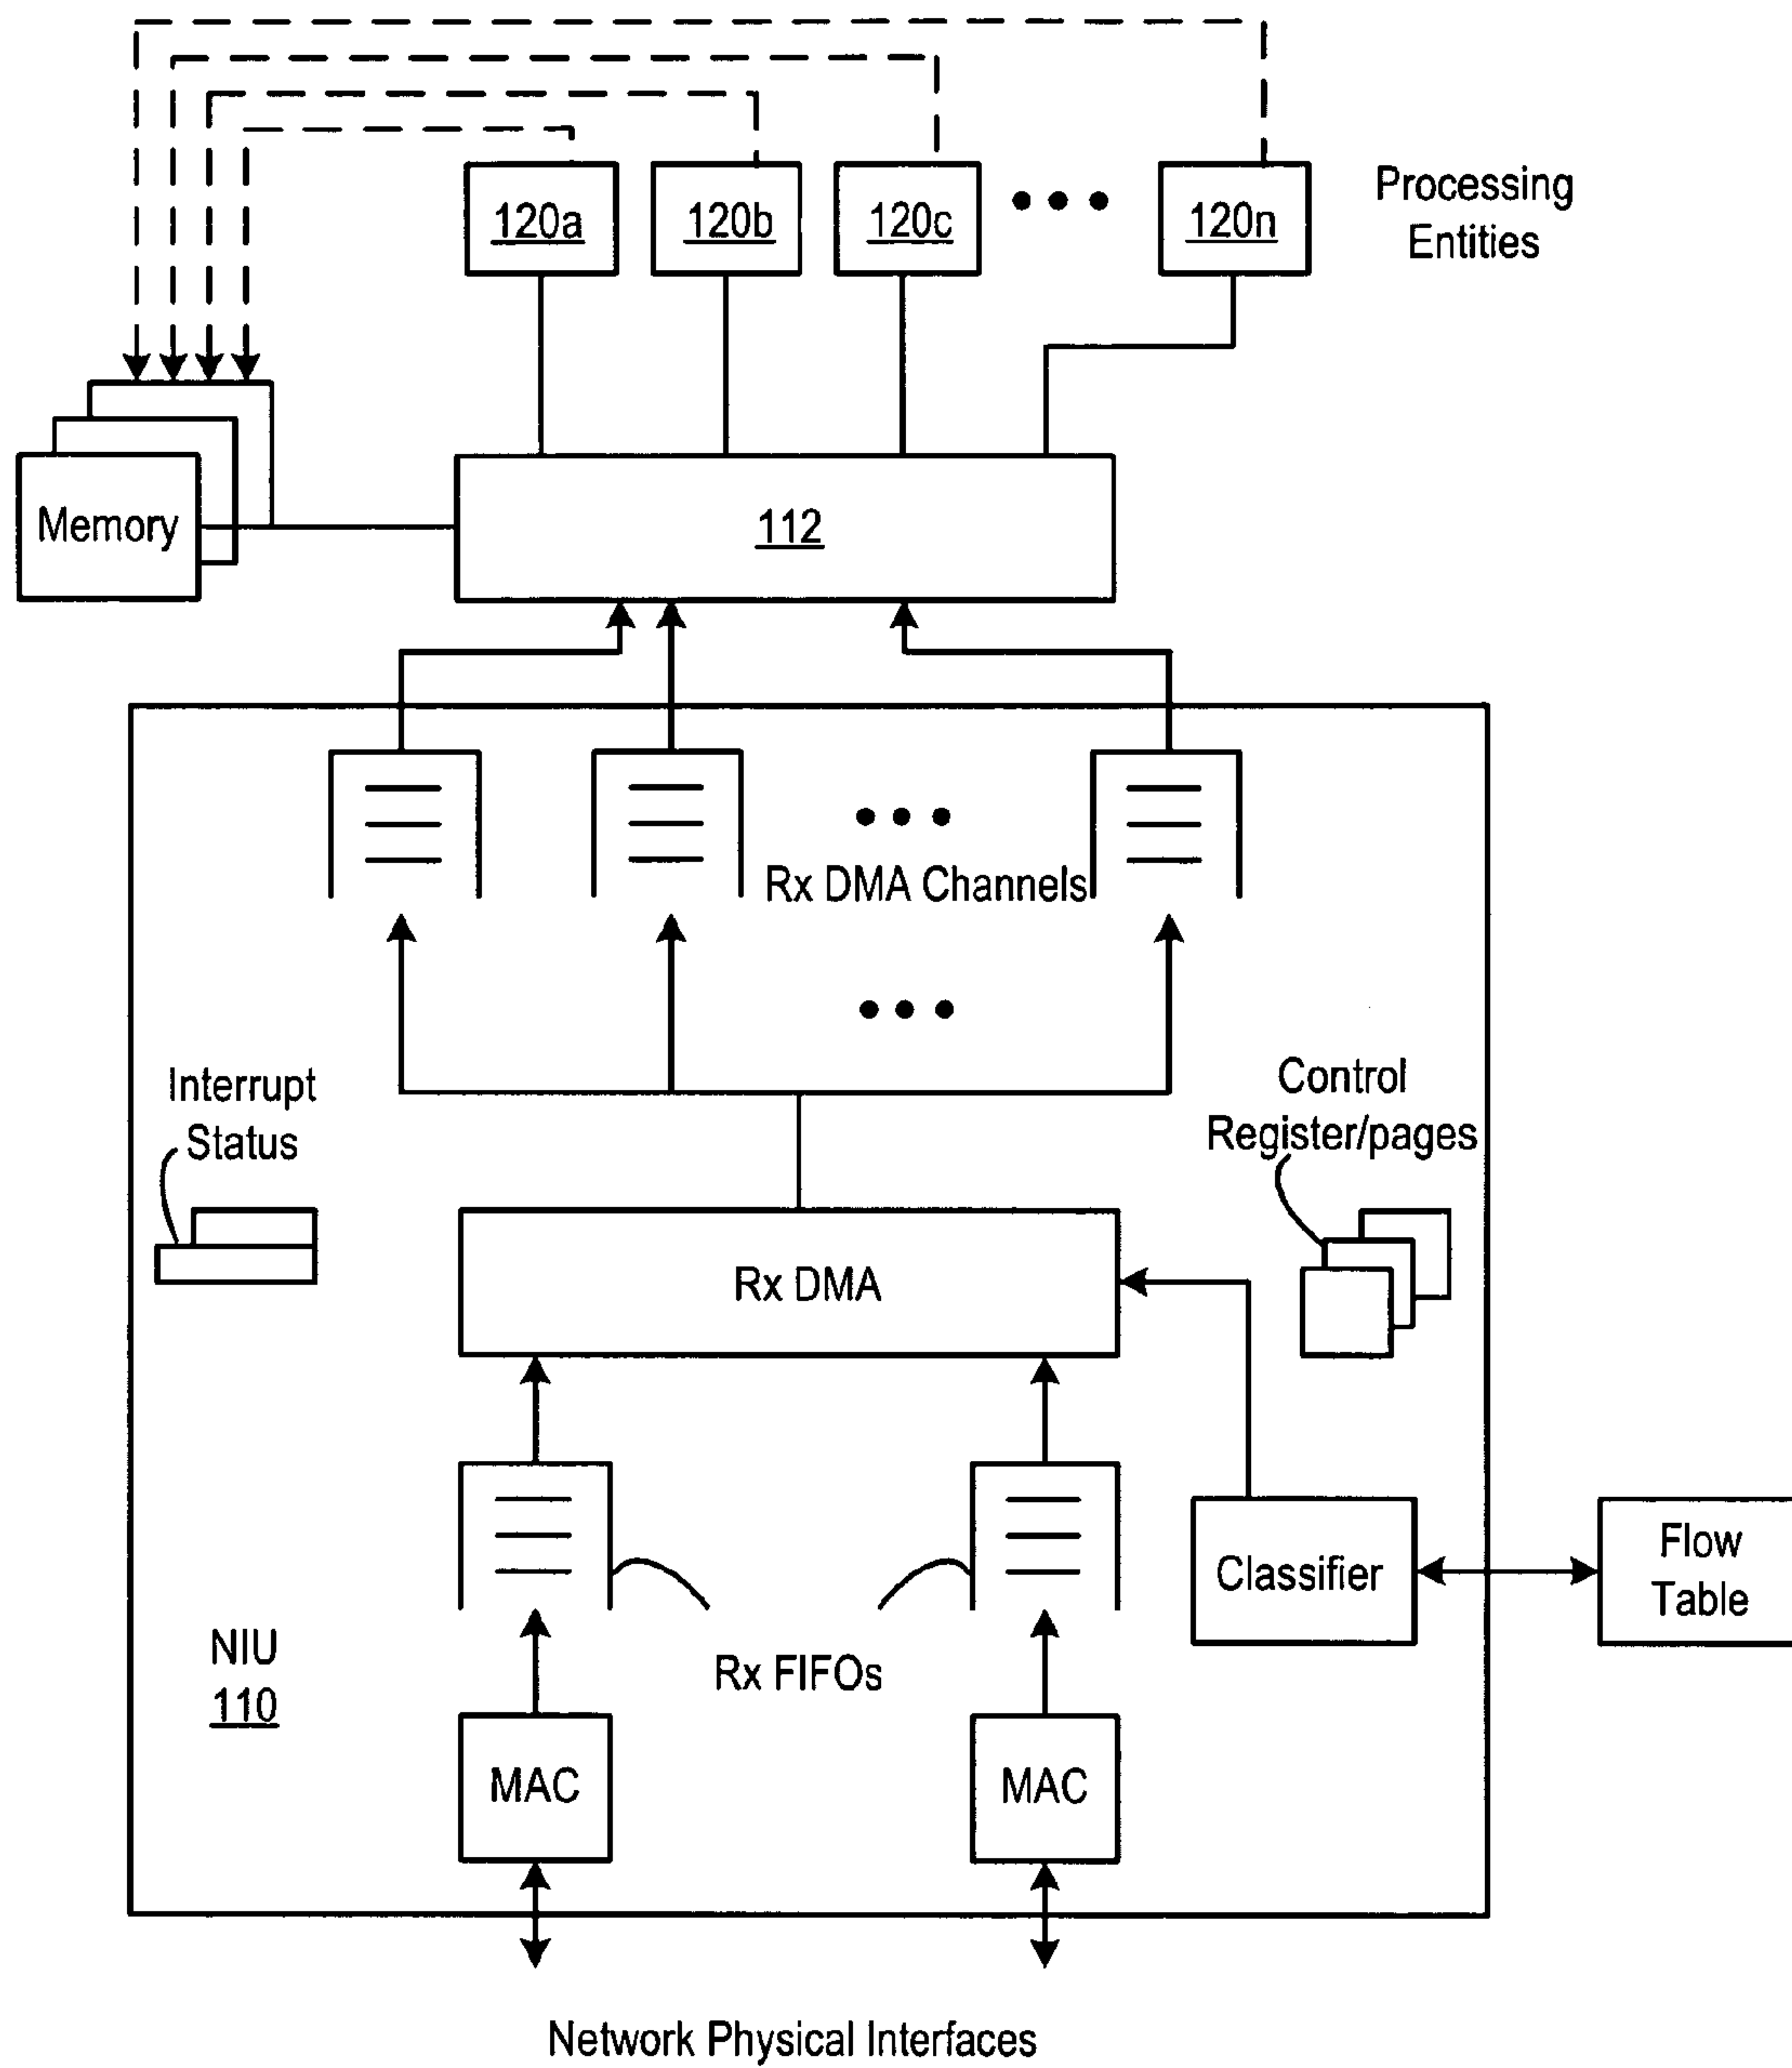 120a
120b
120c
120n
Processing
Entities
Memory
112
Rx DMA Channels
Interrupt
Status
Control
Register/pages
Rx DMA
Classifier
Flow
Table
NIU
110
Rx FIFOs
MAC
MAC
Network Physical Interfaces